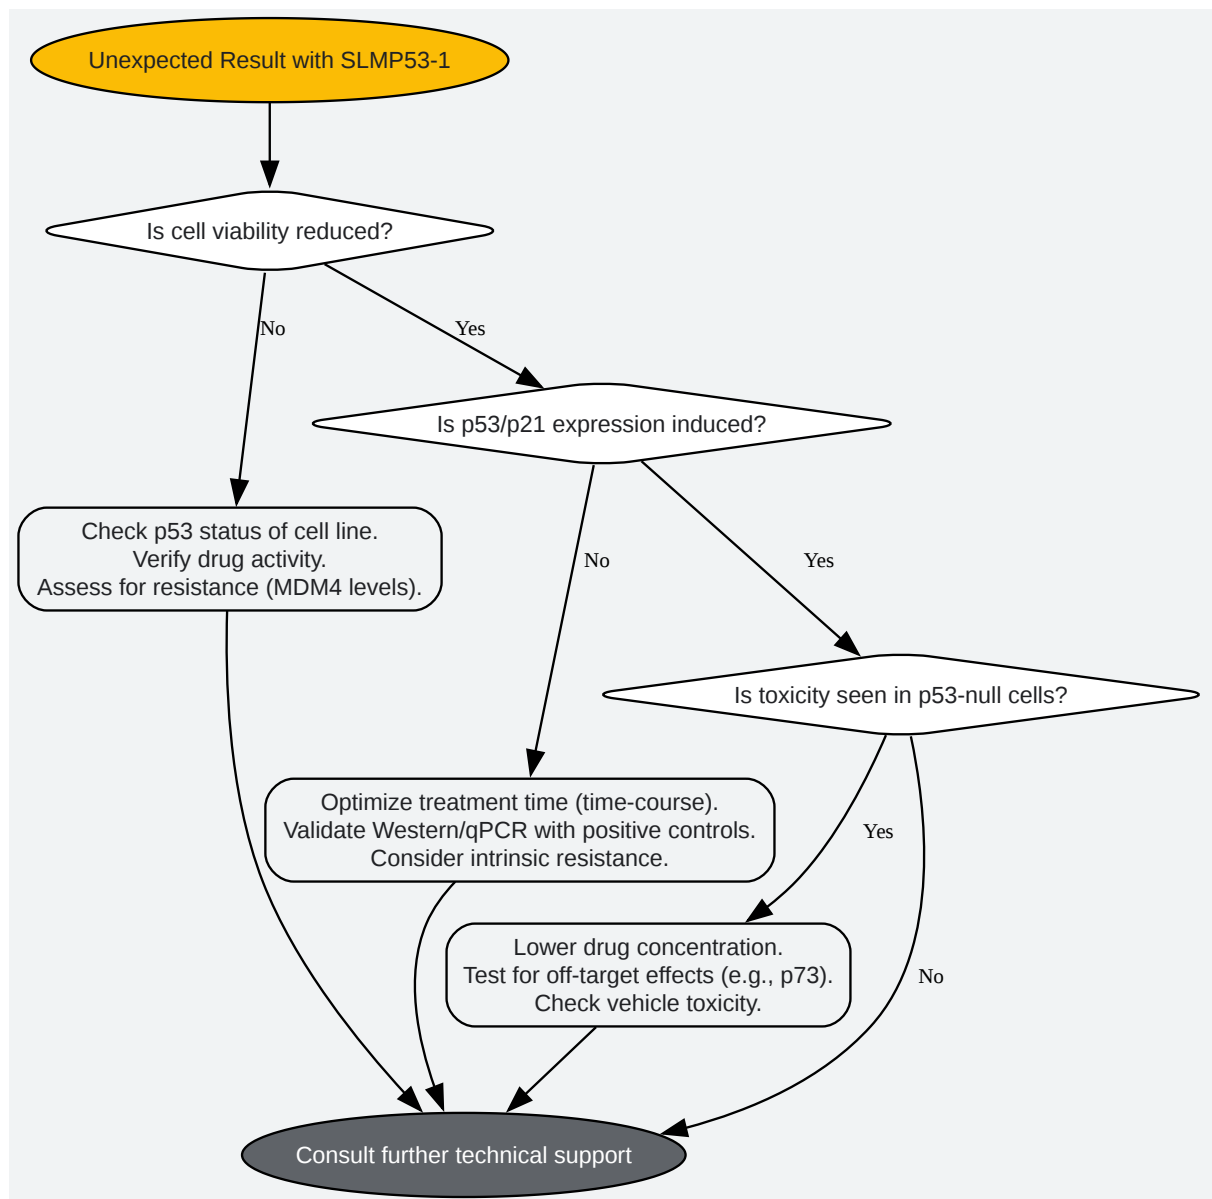 Unexpected Result with SLMP53-1
Is cell viability reduced?
No
Yes
Is p53/p21 expression induced?
Check p53 status of cell line.
Verify drug activity.
Assess for resistance (MDM4 levels).
No
Yes
Is toxicity seen in p53-null cells?
Optimize treatment time (time-course).
Validate Western/qPCR with positive controls.
Consider intrinsic resistance.
Yes
Lower drug concentration.
Test for off-target effects (e.g., p73).
Check vehicle toxicity.
No
Consult further technical support